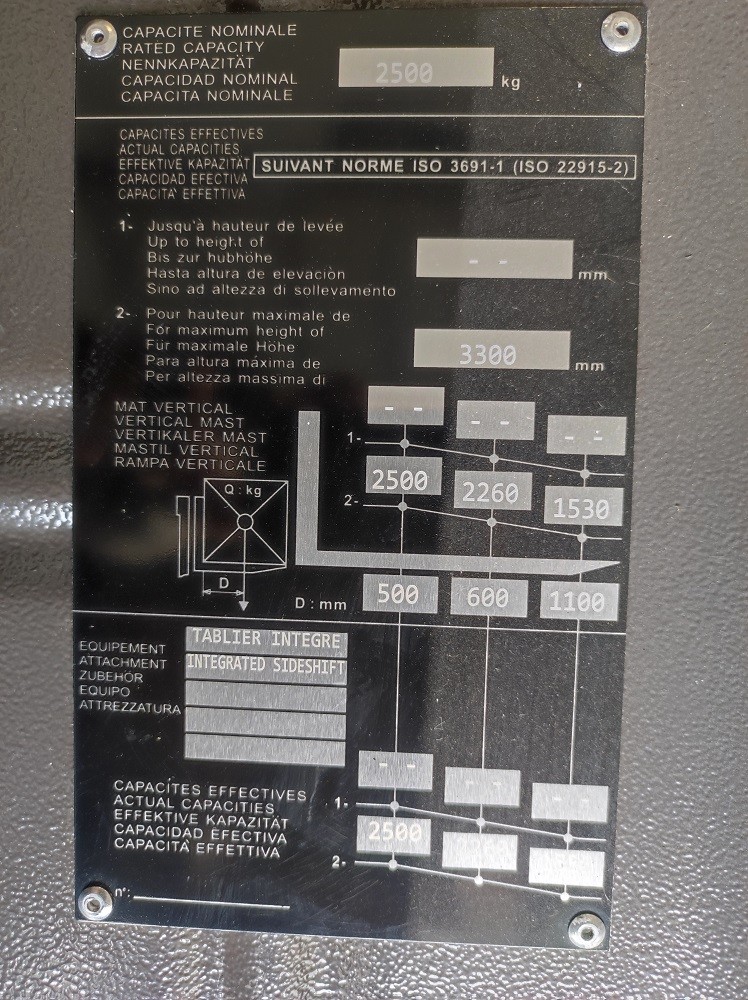 CAPACITE NOMINALE
RATED CAPACITY
NENNKAPAZITÄT
CAPACIDAD NOMINAL
CAPACITA NOMINALE
2500 kg
CAPACITES EFFECTIVES
ACTUAL CAPACITIES
EFFEKTIVE KAPAZITÄT
CAPACIDAD EFECTIVA
CAPACITA' EFFETTIVA
SUIVANT NORME ISO 3691-1 (ISO 22915-2)
1- Jusqu'à hauteur de levée
Up to height of
Bis zur hubhöhe
Hasta altura de elevación
Sino ad altezza di sollevamento
- - mm
2- Pour hauteur maximale de
For maximum height of
Für maximale Höhe
Para altura máxima de
Per altezza massima di
3300 mm
MAT VERTICAL
VERTICAL MAST
VERTIKALER MAST
MASTIL VERTICAL
RAMPA VERTICALE
- - - - - -
1-
2500 2260 1530
2-
Q : kg
D
D : mm 500 600 1100
EQUIPEMENT
ATTACHMENT
ZUBEHÖR
EQUIPO
ATTREZZATURA
TABLIER INTEGRE
INTEGRATED SIDESHIFT
CAPACITES EFFECTIVES
ACTUAL CAPACITIES
EFFEKTIVE KAPAZITÄT
CAPACIDAD EFECTIVA
CAPACITA' EFFETTIVA
- - - - - -
1-
2500
2-
n°: